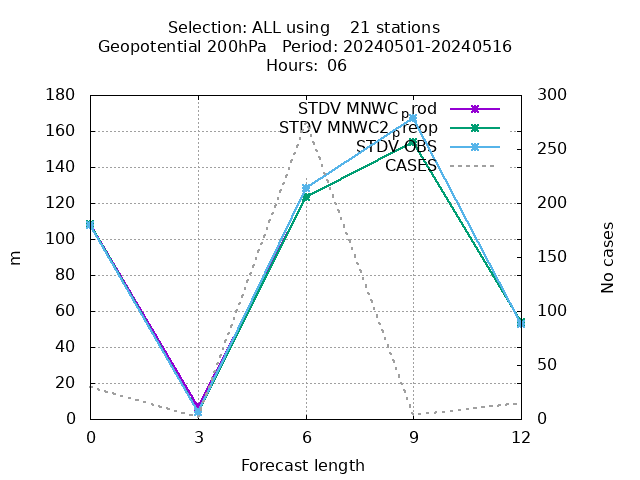 Selection: ALL using    21 stations
Geopotential 200hPa   Period: 20240501-20240516
Hours:  06
180 300
160 250
140
120 200
100 150
80
60 100
40 50
20
0 0
STDV MNWC_prod
STDV MNWC2_preop
STDV OBS
CASES
m
No cases
0 3 6 9 12
Forecast length